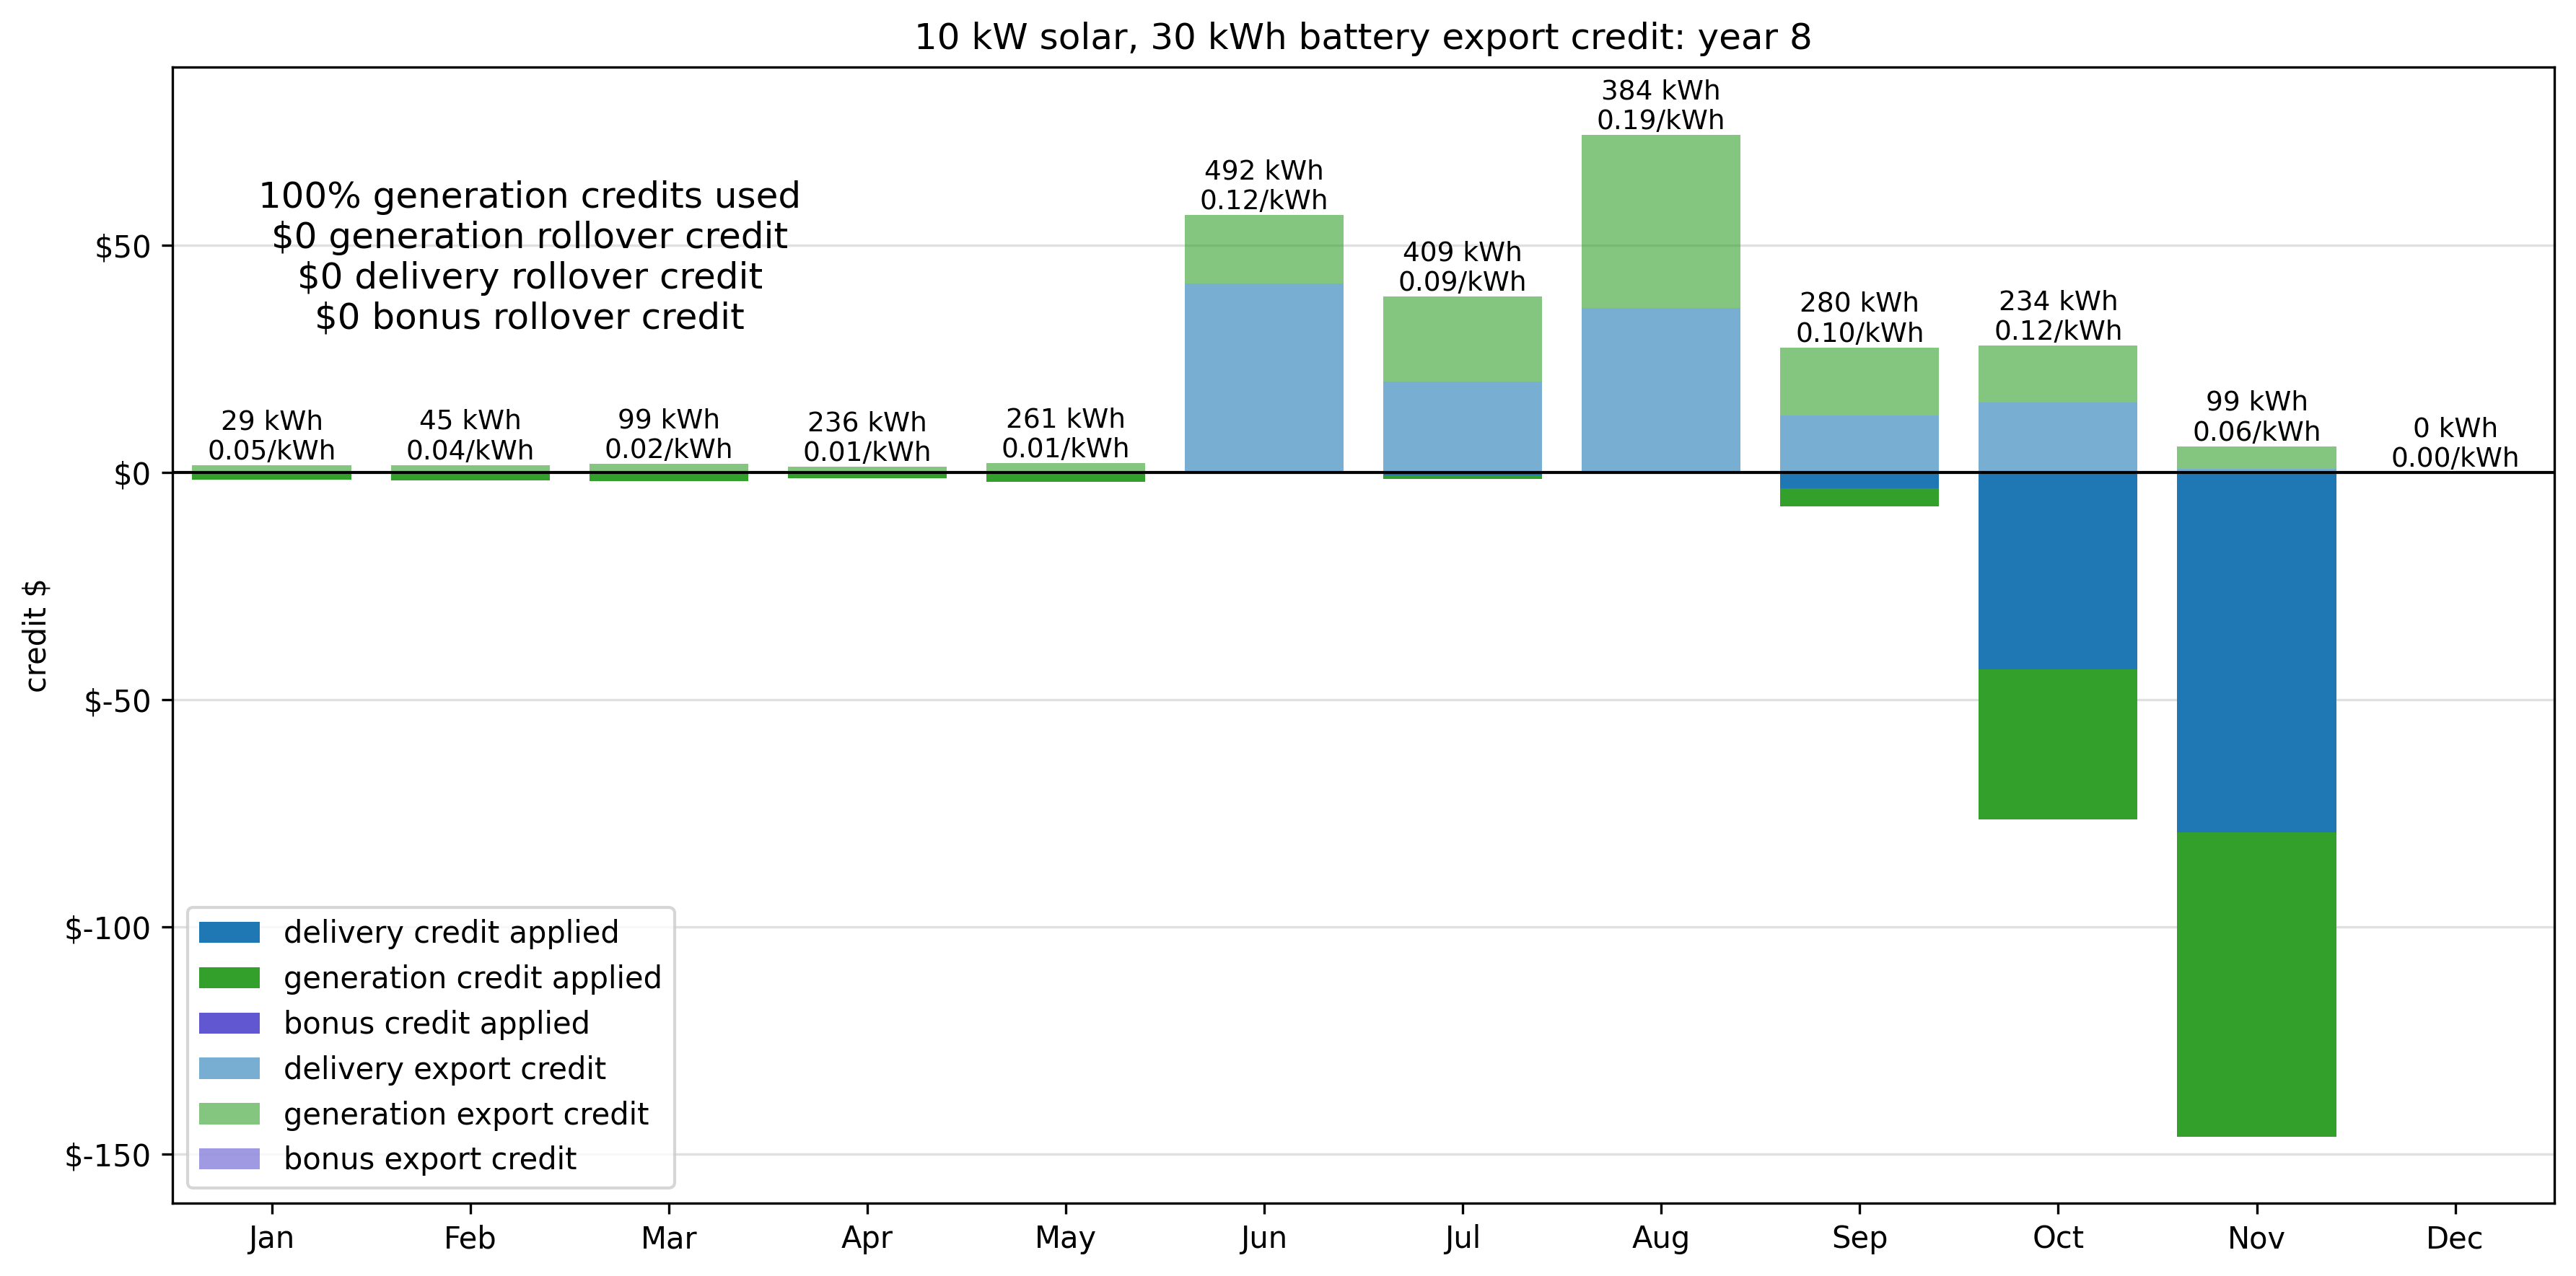 10 kW solar, 30 kWh battery export credit: year 8
384 kWh
0.19/kWh
492 kWh
0.12/kWh
100% generation credits used
$0 generation rollover credit
$0 delivery rollover credit
$0 bonus rollover credit
409 kWh
0.09/kWh
280 kWh
0.10/kWh
234 kWh
0.12/kWh
29 kWh
0.05/kWh
45 kWh
0.04/kWh
99 kWh
0.02/kWh
236 kWh
0.01/kWh
261 kWh
0.01/kWh
99 kWh
0.06/kWh
0 kWh
0.00/kWh
$50
$0
$-50
$-100
$-150
credit $
delivery credit applied
generation credit applied
bonus credit applied
delivery export credit
generation export credit
bonus export credit
Jan Feb Mar Apr May Jun Jul Aug Sep Oct Nov Dec